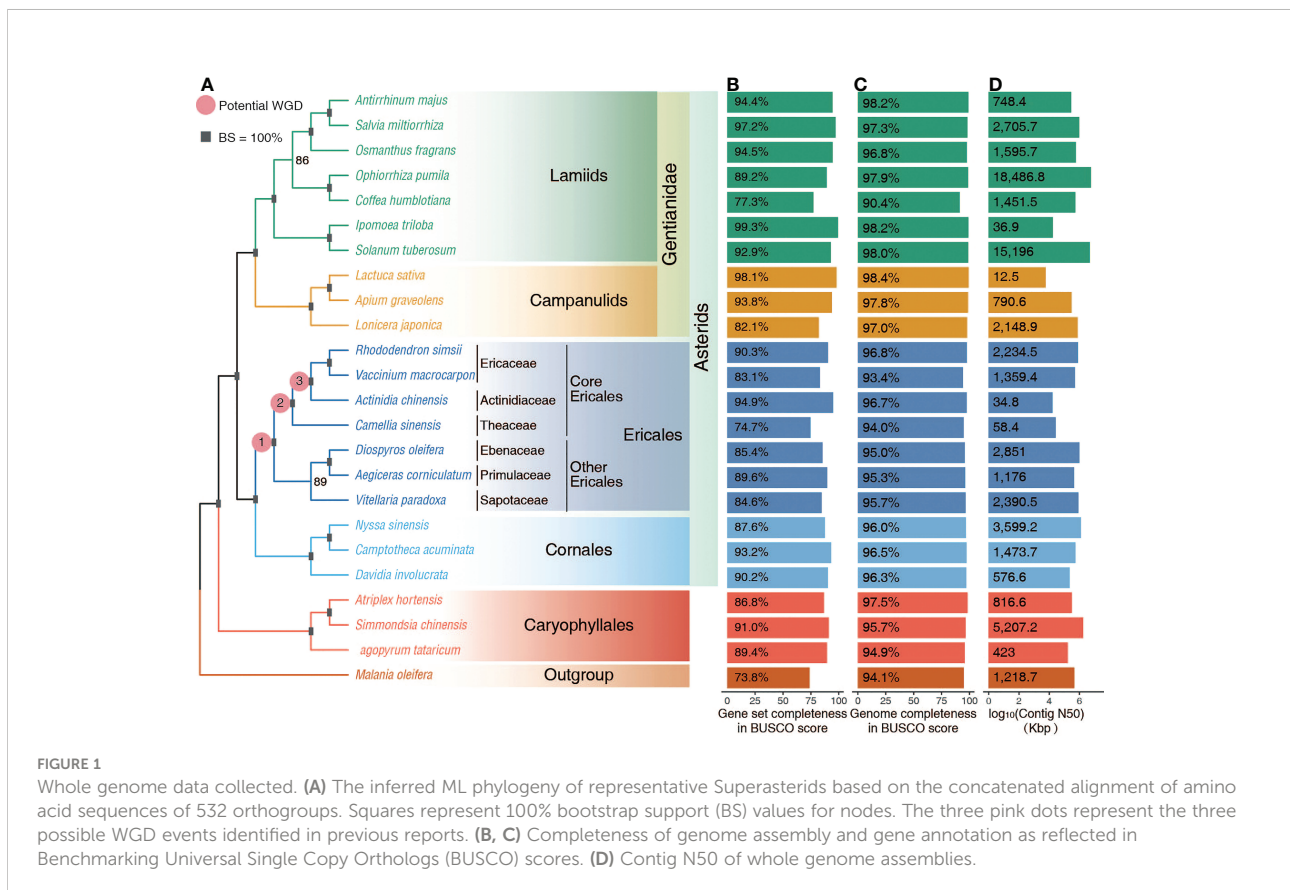 A
B
C
D
Potential WGD
BS = 100%
86
89
1
2
3
Antirrhinum majus
Salvia miltiorrhiza
Osmanthus fragrans
Ophiorrhiza pumila
Coffea humblotiana
Ipomoea triloba
Solanum tuberosum
Lactuca sativa
Apium graveolens
Lonicera japonica
Rhododendron simsii
Vaccinium macrocarpon
Actinidia chinensis
Camellia sinensis
Diospyros oleifera
Aegiceras corniculatum
Vitellaria paradoxa
Nyssa sinensis
Camptotheca acuminata
Davidia involucrata
Atriplex hortensis
Simmondsia chinensis
agopyrum tataricum
Malania oleifera
Lamiids
Campanulids
Gentianidae
Asterids
Ericaceae
Actinidiaceae
Theaceae
Ebenaceae
Primulaceae
Sapotaceae
Core
Ericales
Other
Ericales
Ericales
Cornales
Caryophyllales
Outgroup
94.4%
97.2%
94.5%
89.2%
77.3%
99.3%
92.9%
98.1%
93.8%
82.1%
90.3%
83.1%
94.9%
74.7%
85.4%
89.6%
84.6%
87.6%
93.2%
90.2%
86.8%
91.0%
89.4%
73.8%
0 25 50 75 100
Gene set completeness
in BUSCO score
98.2%
97.3%
96.8%
97.9%
90.4%
98.2%
98.0%
98.4%
97.8%
97.0%
96.8%
93.4%
96.7%
94.0%
95.0%
95.3%
95.7%
96.0%
96.5%
96.3%
97.5%
95.7%
94.9%
94.1%
0 25 50 75 100
Genome completeness
in BUSCO score
748.4
2,705.7
1,595.7
18,486.8
1,451.5
36.9
15,196
12.5
790.6
2,148.9
2,234.5
1,359.4
34.8
58.4
2,851
1,176
2,390.5
3,599.2
1,473.7
576.6
816.6
5,207.2
423
1,218.7
0 2 4 6
log₁₀(Contig N50)
(Kbp )
FIGURE 1
Whole genome data collected. (A) The inferred ML phylogeny of representative Superasterids based on the concatenated alignment of amino
acid sequences of 532 orthogroups. Squares represent 100% bootstrap support (BS) values for nodes. The three pink dots represent the three
possible WGD events identified in previous reports. (B, C) Completeness of genome assembly and gene annotation as reflected in
Benchmarking Universal Single Copy Orthologs (BUSCO) scores. (D) Contig N50 of whole genome assemblies.